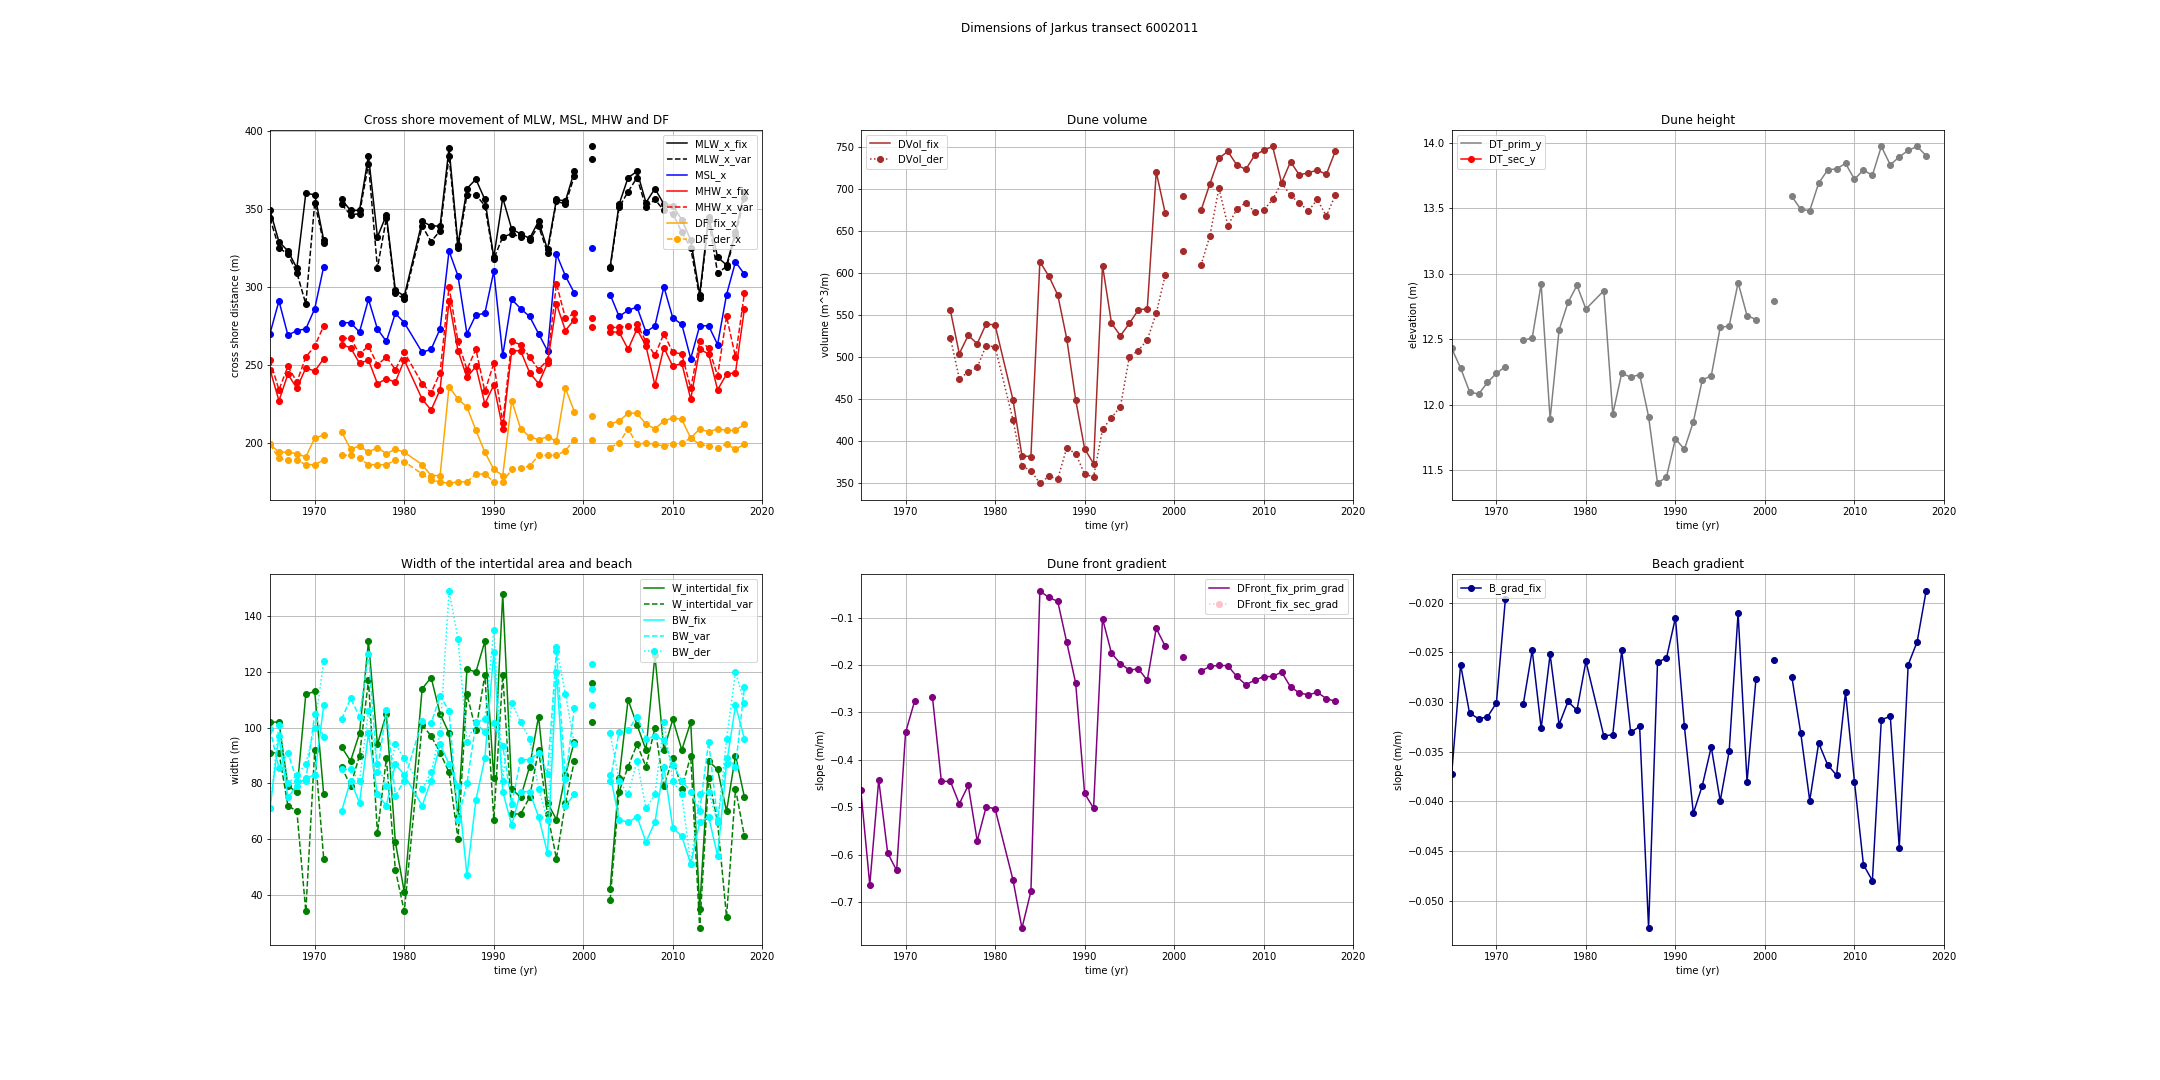 Dimensions of Jarkus transect 6002011
Cross shore movement of MLW, MSL, MHW and DF
cross shore distance (m)
400
350
300
250
200
MLW_x_fix
MLW_x_var
MSL_x
MHW_x_fix
MHW_x_var
DF_fix_x
DF_der_x
1970 1980 1990 2000 2010 2020
time (yr)
Dune volume
volume (m^3/m)
750
700
650
600
550
500
450
400
350
DVol_fix
DVol_der
1970 1980 1990 2000 2010 2020
time (yr)
Dune height
elevation (m)
14.0
13.5
13.0
12.5
12.0
11.5
DT_prim_y
DT_sec_y
1970 1980 1990 2000 2010 2020
time (yr)
Width of the intertidal area and beach
width (m)
140
120
100
80
60
40
W_intertidal_fix
W_intertidal_var
BW_fix
BW_var
BW_der
1970 1980 1990 2000 2010 2020
time (yr)
Dune front gradient
slope (m/m)
−0.1
−0.2
−0.3
−0.4
−0.5
−0.6
−0.7
DFront_fix_prim_grad
DFront_fix_sec_grad
1970 1980 1990 2000 2010 2020
time (yr)
Beach gradient
slope (m/m)
−0.020
−0.025
−0.030
−0.035
−0.040
−0.045
−0.050
B_grad_fix
1970 1980 1990 2000 2010 2020
time (yr)